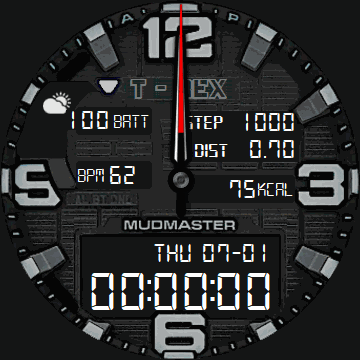 12
T - REX
100 BATT
STEP 1000
DIST 0.70
BPM 62
75 KCAL
3
MUDMASTER
THU 07-01
00:00:00
6